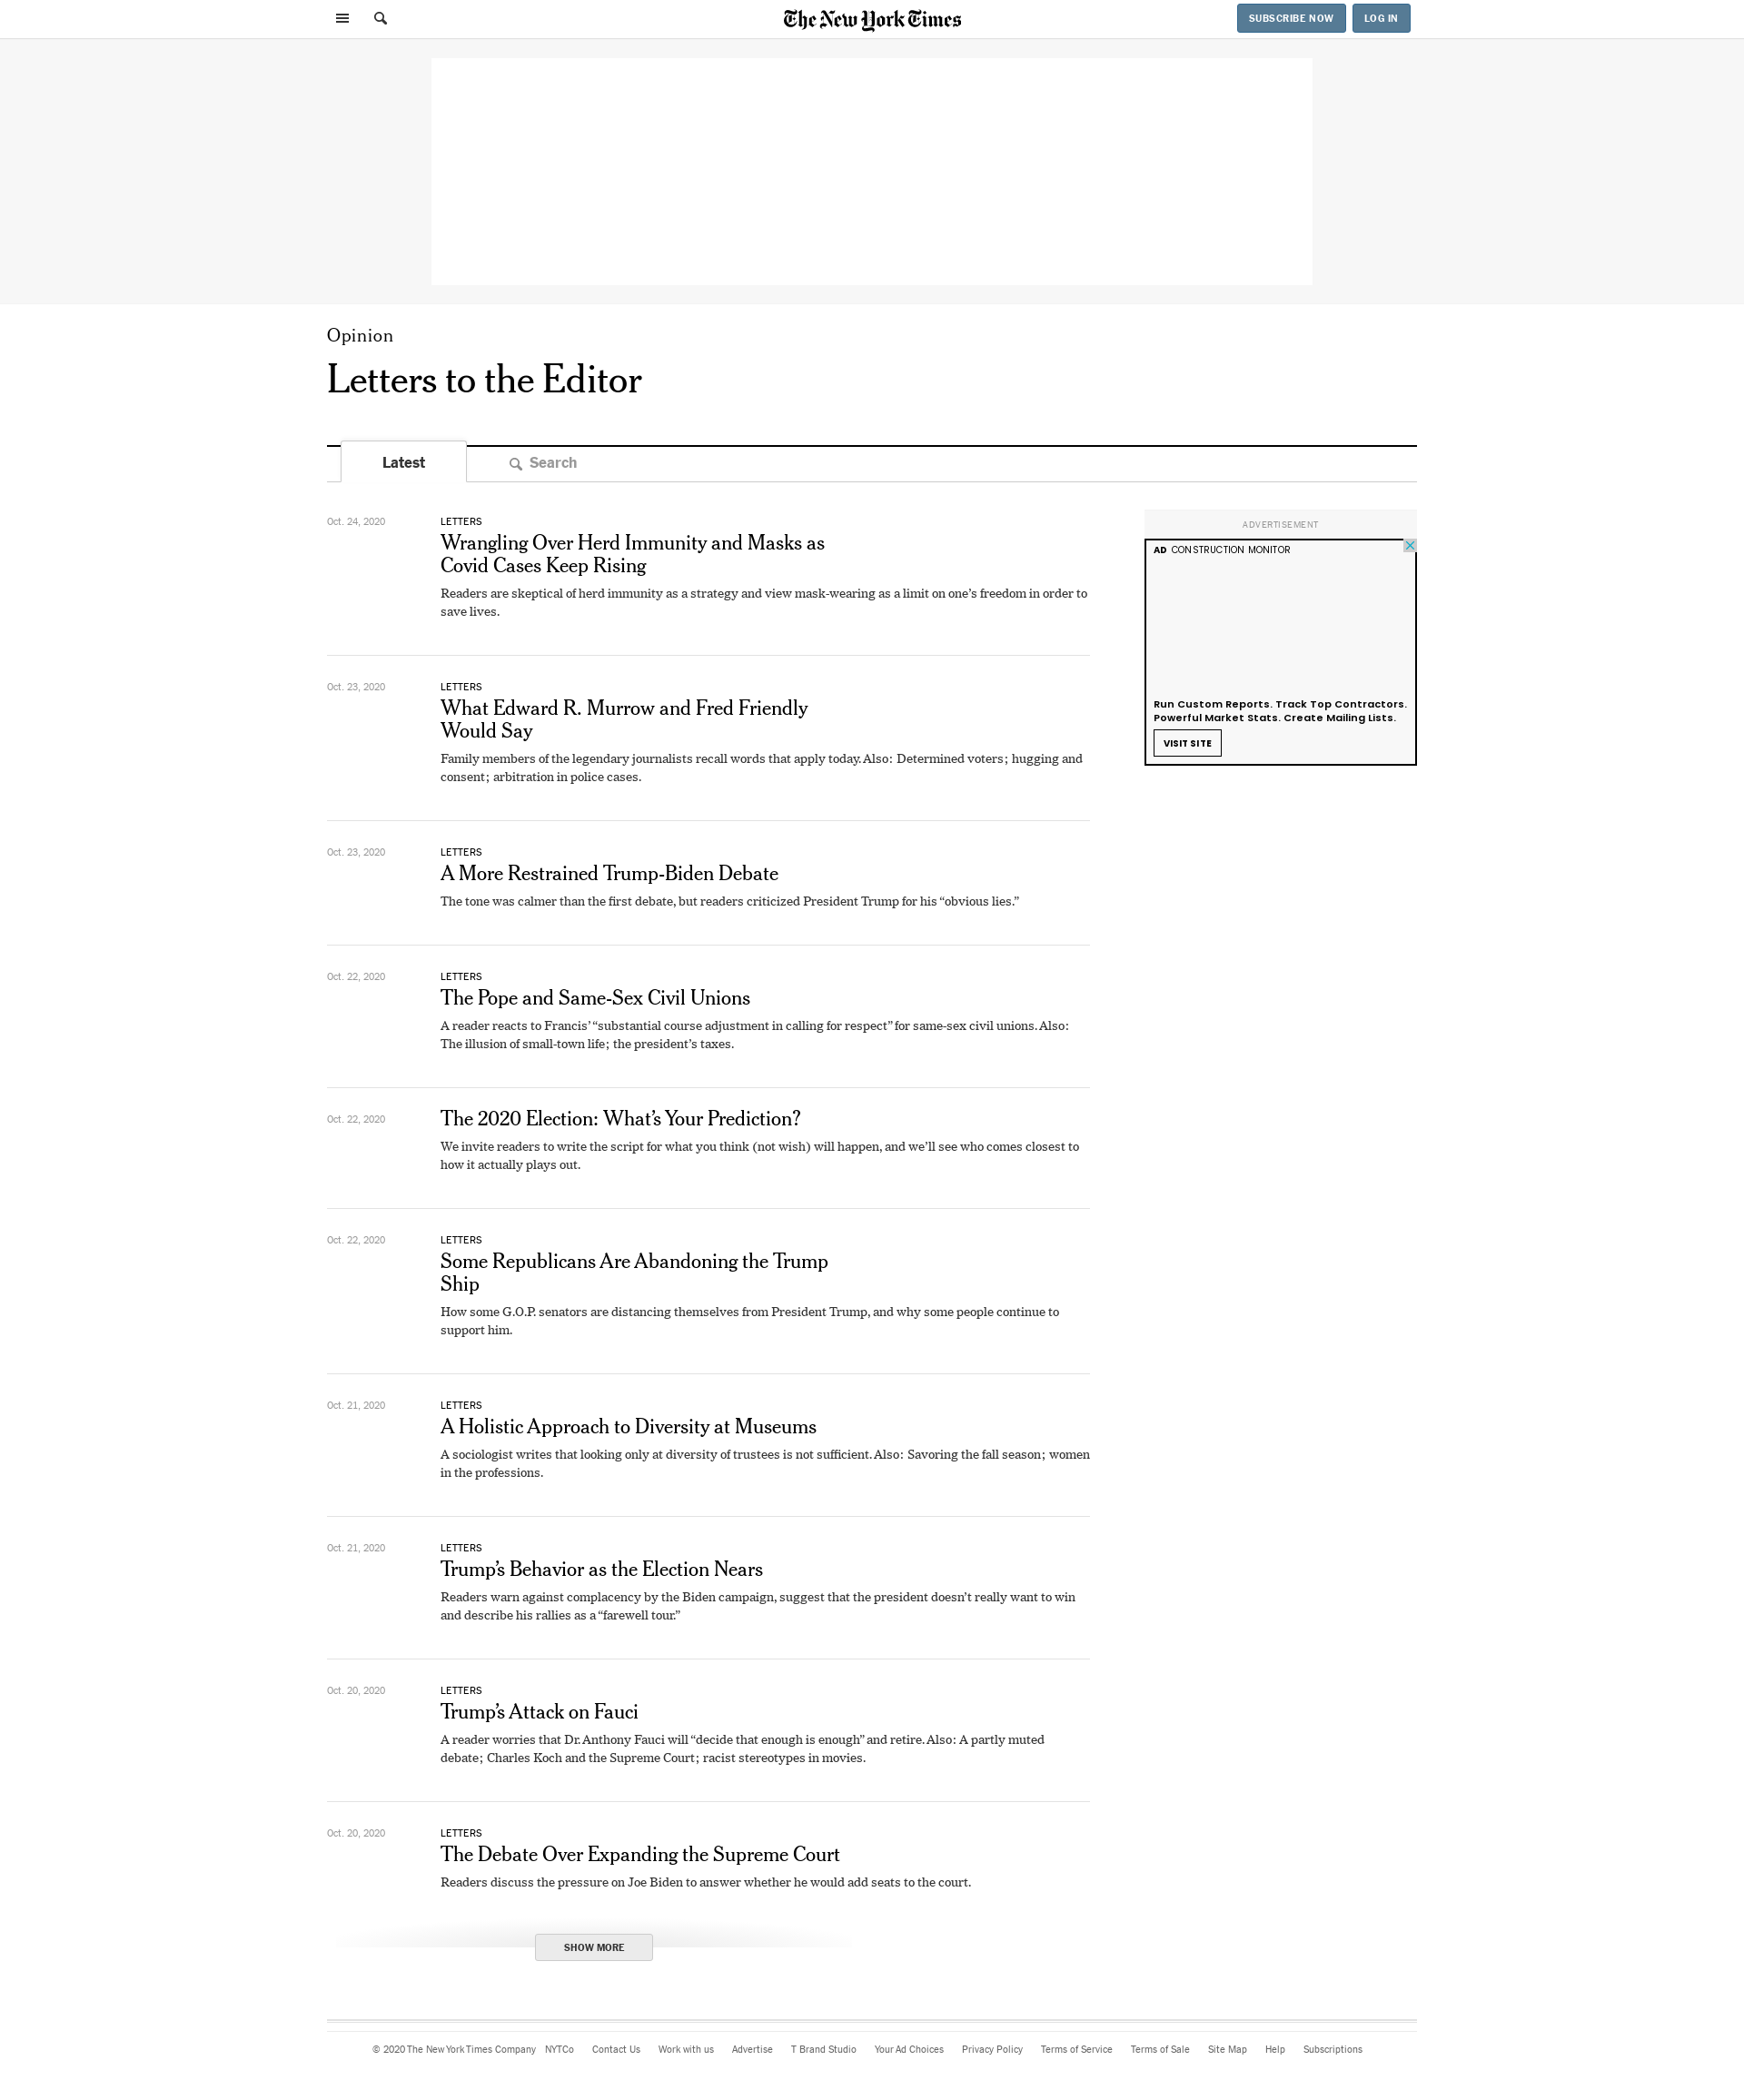 The New York Times
SUBSCRIBE NOW
LOG IN
Opinion
Letters to the Editor
Latest
Search
Oct. 24, 2020
LETTERS
Wrangling Over Herd Immunity and Masks as
Covid Cases Keep Rising
Readers are skeptical of herd immunity as a strategy and view mask-wearing as a limit on one’s freedom in order to
save lives.
Oct. 23, 2020
LETTERS
What Edward R. Murrow and Fred Friendly
Would Say
Family members of the legendary journalists recall words that apply today. Also: Determined voters; hugging and
consent; arbitration in police cases.
Oct. 23, 2020
LETTERS
A More Restrained Trump-Biden Debate
The tone was calmer than the first debate, but readers criticized President Trump for his “obvious lies.”
Oct. 22, 2020
LETTERS
The Pope and Same-Sex Civil Unions
A reader reacts to Francis’ “substantial course adjustment in calling for respect” for same-sex civil unions. Also:
The illusion of small-town life; the president’s taxes.
Oct. 22, 2020
The 2020 Election: What’s Your Prediction?
We invite readers to write the script for what you think (not wish) will happen, and we’ll see who comes closest to
how it actually plays out.
Oct. 22, 2020
LETTERS
Some Republicans Are Abandoning the Trump
Ship
How some G.O.P. senators are distancing themselves from President Trump, and why some people continue to
support him.
Oct. 21, 2020
LETTERS
A Holistic Approach to Diversity at Museums
A sociologist writes that looking only at diversity of trustees is not sufficient. Also: Savoring the fall season; women
in the professions.
Oct. 21, 2020
LETTERS
Trump’s Behavior as the Election Nears
Readers warn against complacency by the Biden campaign, suggest that the president doesn’t really want to win
and describe his rallies as a “farewell tour.”
Oct. 20, 2020
LETTERS
Trump’s Attack on Fauci
A reader worries that Dr. Anthony Fauci will “decide that enough is enough” and retire. Also: A partly muted
debate; Charles Koch and the Supreme Court; racist stereotypes in movies.
Oct. 20, 2020
LETTERS
The Debate Over Expanding the Supreme Court
Readers discuss the pressure on Joe Biden to answer whether he would add seats to the court.
SHOW MORE
ADVERTISEMENT
AD CONSTRUCTION MONITOR
Run Custom Reports. Track Top Contractors.
Powerful Market Stats. Create Mailing Lists.
VISIT SITE
© 2020 The New York Times Company NYTCo Contact Us Work with us Advertise T Brand Studio Your Ad Choices Privacy Policy Terms of Service Terms of Sale Site Map Help Subscriptions